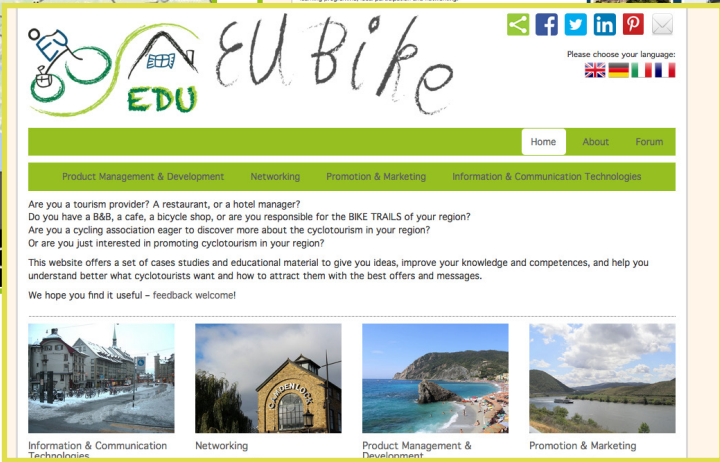 EU Bike
EDU
Please choose your language:
Home About Forum
Product Management & Development Networking Promotion & Marketing Information & Communication Technologies
Are you a tourism provider? A restaurant, or a hotel manager?
Do you have a B&B, a cafe, a bicycle shop, or are you responsible for the BIKE TRAILS of your region?
Are you a cycling association eager to discover more about the cyclotourism in your region?
Or are you just interested in promoting cyclotourism in your region?
This website offers a set of cases studies and educational material to give you ideas, improve your knowledge and competences, and help you
understand better what cyclotourists want and how to attract them with the best offers and messages.
We hope you find it useful – feedback welcome!
CAMDEN LOCK
Information & Communication
Technologies
Networking
Product Management &
Development
Promotion & Marketing